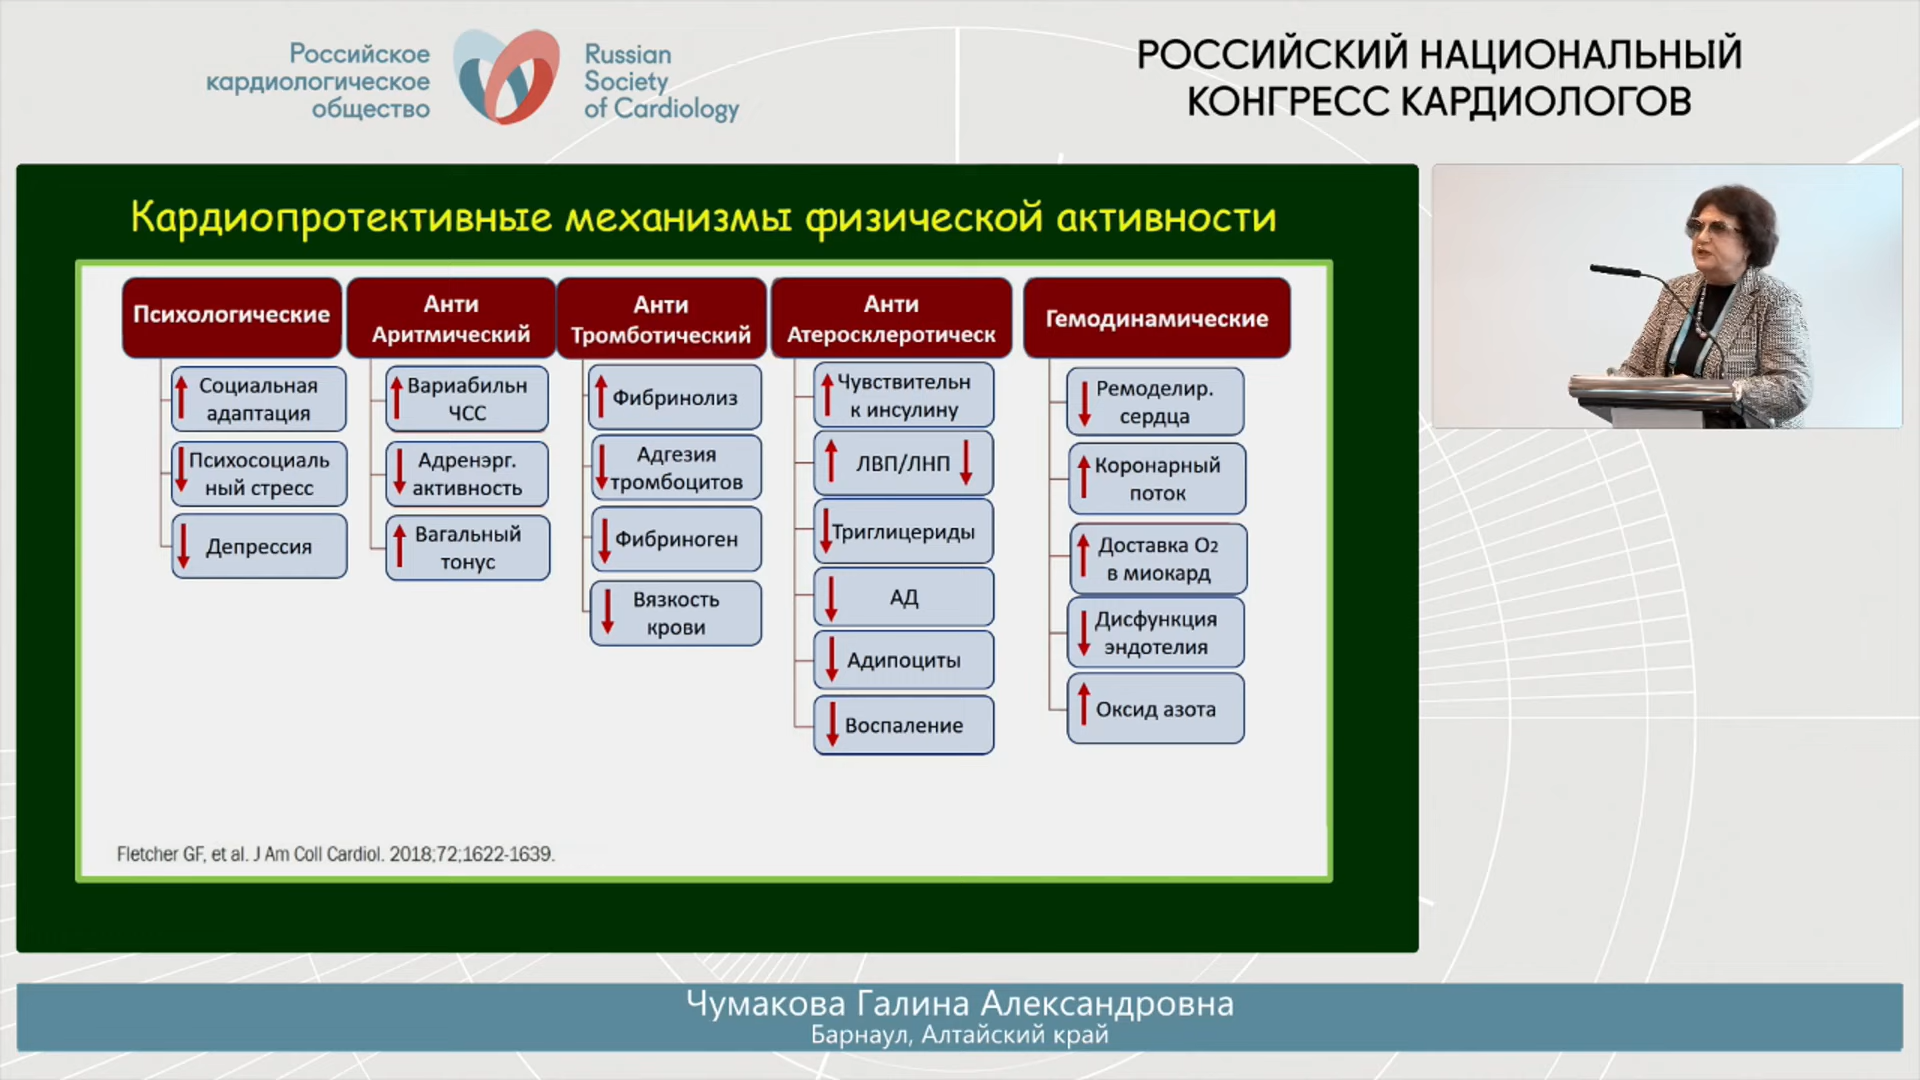 Российское
кардиологическое
общество
Russian
Society
of Cardiology
РОССИЙСКИЙ НАЦИОНАЛЬНЫЙ
КОНГРЕСС КАРДИОЛОГОВ
Кардиопротективные механизмы физической активности
Психологические
Социальная
адаптация
Психосоциаль
ный стресс
Депрессия
Анти
Аритмический
Вариабильн
ЧСС
Адренэрг.
активность
Вагальный
тонус
Анти
Тромботический
Фибринолиз
Адгезия
тромбоцитов
Фибриноген
Вязкость
крови
Анти
Атеросклеротическ
Чувствительн
к инсулину
ЛВП/ЛНП
Триглицериды
АД
Адипоциты
Воспаление
Гемодинамические
Ремоделир.
сердца
Коронарный
поток
Доставка О2
в миокард
Дисфункция
эндотелия
Оксид азота
Fletcher GF, et al. J Am Coll Cardiol. 2018;72;1622-1639.
Чумакова Галина Александровна
Барнаул, Алтайский край